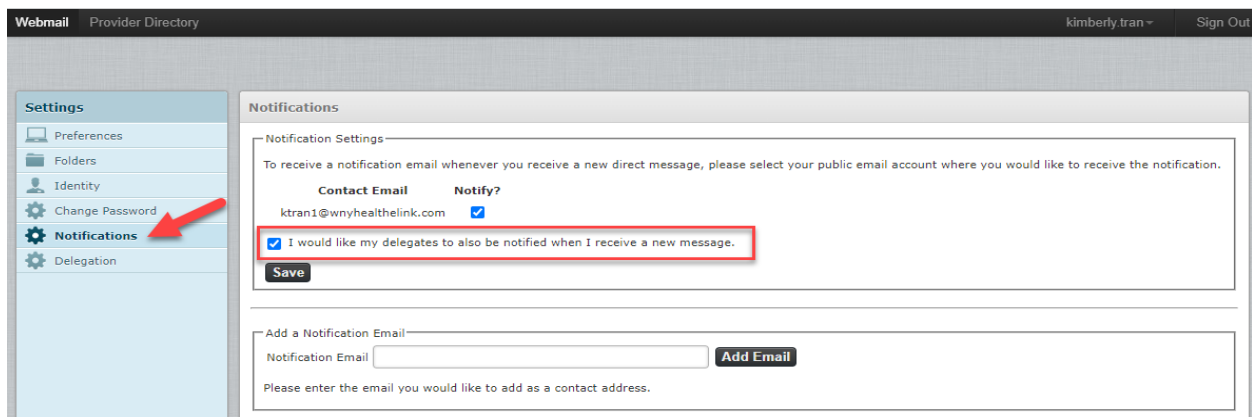 Webmail Provider Directory kimberly.tran Sign Out
Settings
Preferences
Folders
Identity
Change Password
Notifications
Delegation
Notifications
Notification Settings
To receive a notification email whenever you receive a new direct message, please select your public email account where you would like to receive the notification.
Contact Email Notify?
ktran1@wnyhealthelink.com
I would like my delegates to also be notified when I receive a new message.
Save
Add a Notification Email
Notification Email Add Email
Please enter the email you would like to add as a contact address.